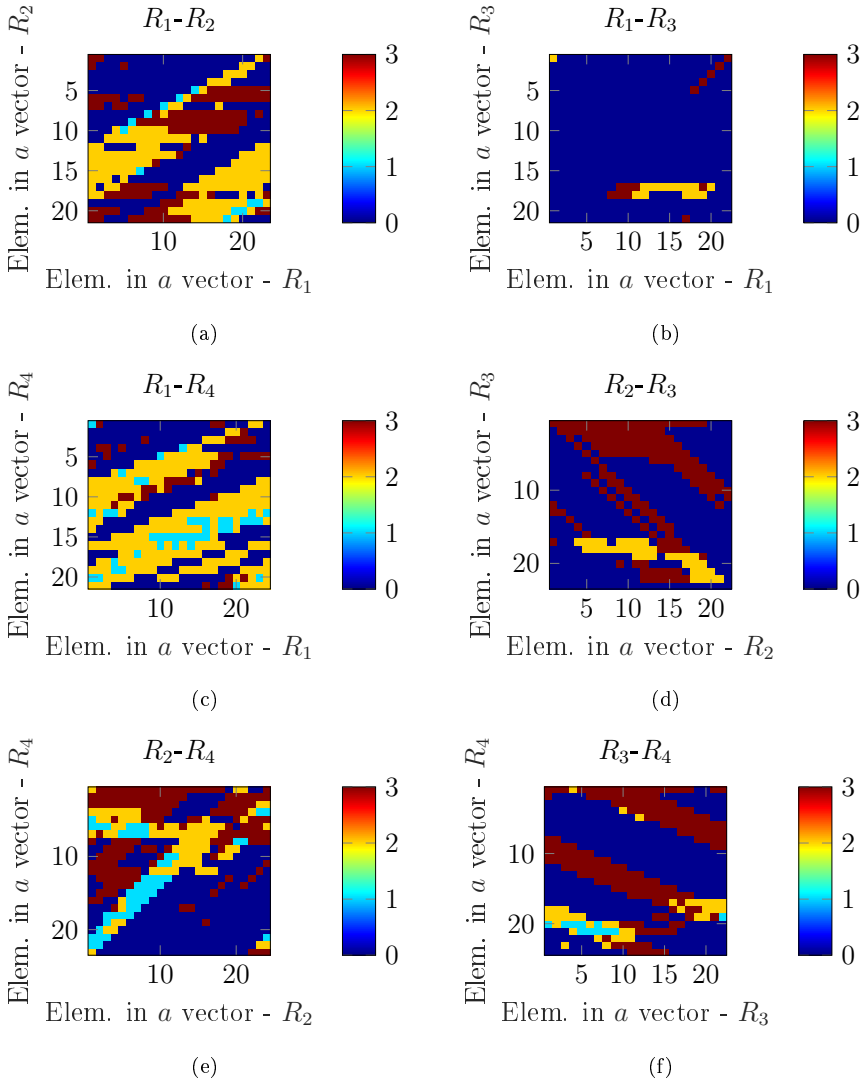 R₁-R₂
Elem. in a vector - R₂
5
10
15
20
10 20
3
2
1
0
Elem. in a vector - R₁
(a)
R₁-R₃
Elem. in a vector - R₃
5
10
15
20
5 10 15 20
3
2
1
0
Elem. in a vector - R₁
(b)
R₁-R₄
Elem. in a vector - R₄
5
10
15
20
10 20
3
2
1
0
Elem. in a vector - R₁
(c)
R₂-R₃
Elem. in a vector - R₃
10
20
5 10 15 20
3
2
1
0
Elem. in a vector - R₂
(d)
R₂-R₄
Elem. in a vector - R₄
10
20
10 20
3
2
1
0
Elem. in a vector - R₂
(e)
R₃-R₄
Elem. in a vector - R₄
10
20
5 10 15 20
3
2
1
0
Elem. in a vector - R₃
(f)